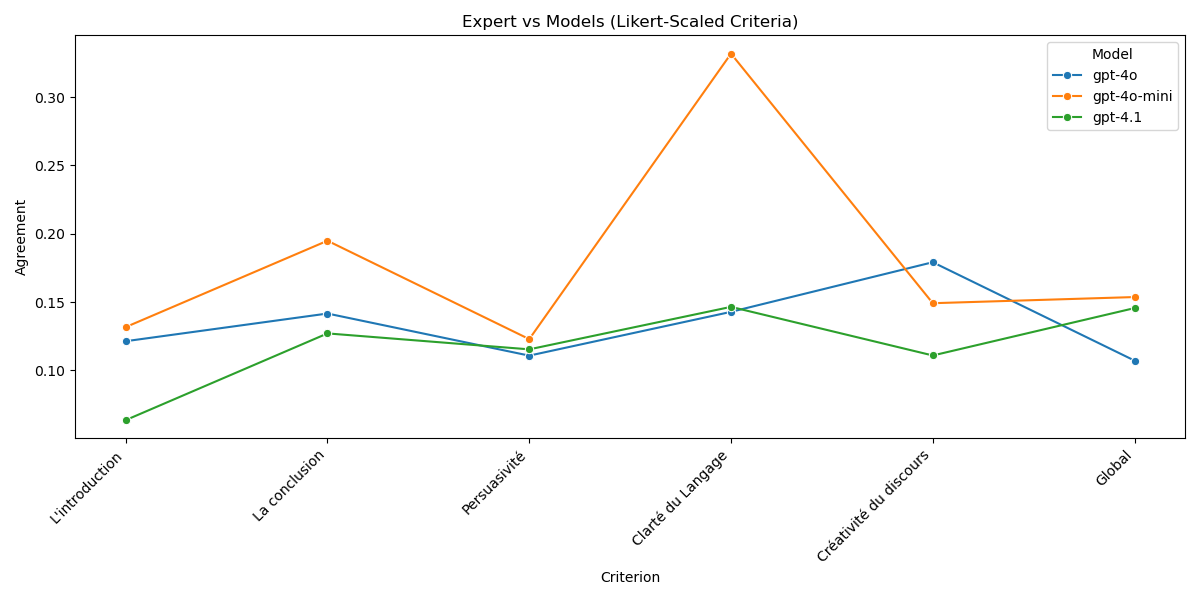 Expert vs Models (Likert-Scaled Criteria)
Model
gpt-4o
gpt-4o-mini
gpt-4.1
Agreement
0.30
0.25
0.20
0.15
0.10
L'introduction
La conclusion
Persuasivité
Clarté du Langage
Créativité du discours
Global
Criterion